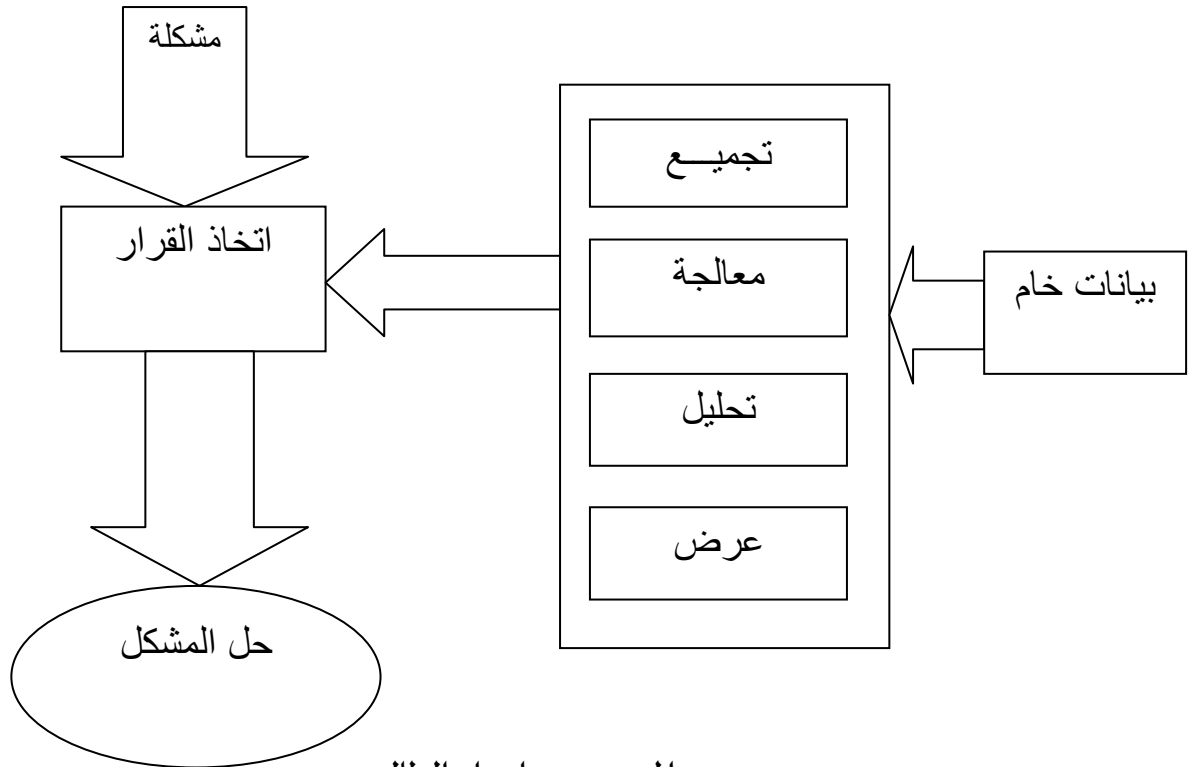 مشكلة
تجميـــع
اتخاذ القرار
معالجة
بيانات خام
تحليل
عرض
حل المشكل